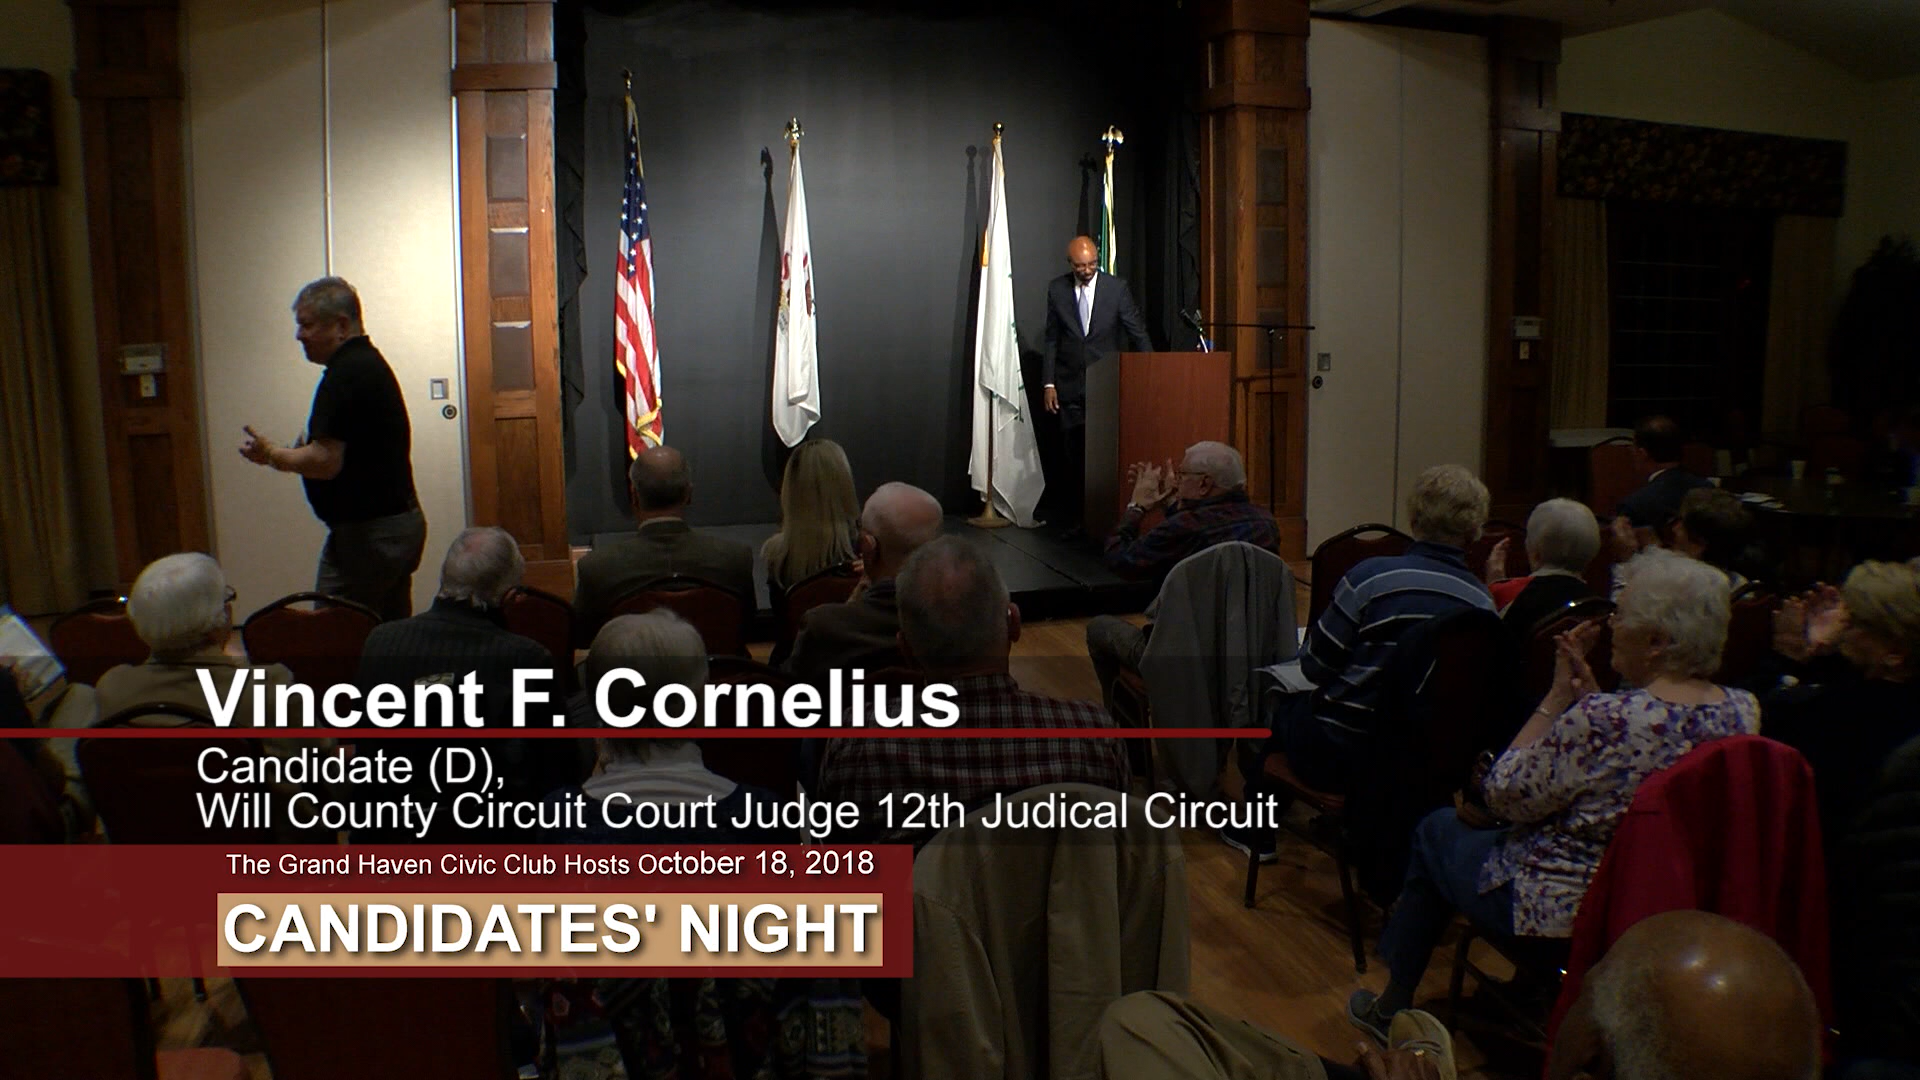 Vincent F. Cornelius
Candidate (D),
Will County Circuit Court Judge 12th Judical Circuit
The Grand Haven Civic Club Hosts October 18, 2018
CANDIDATES' NIGHT